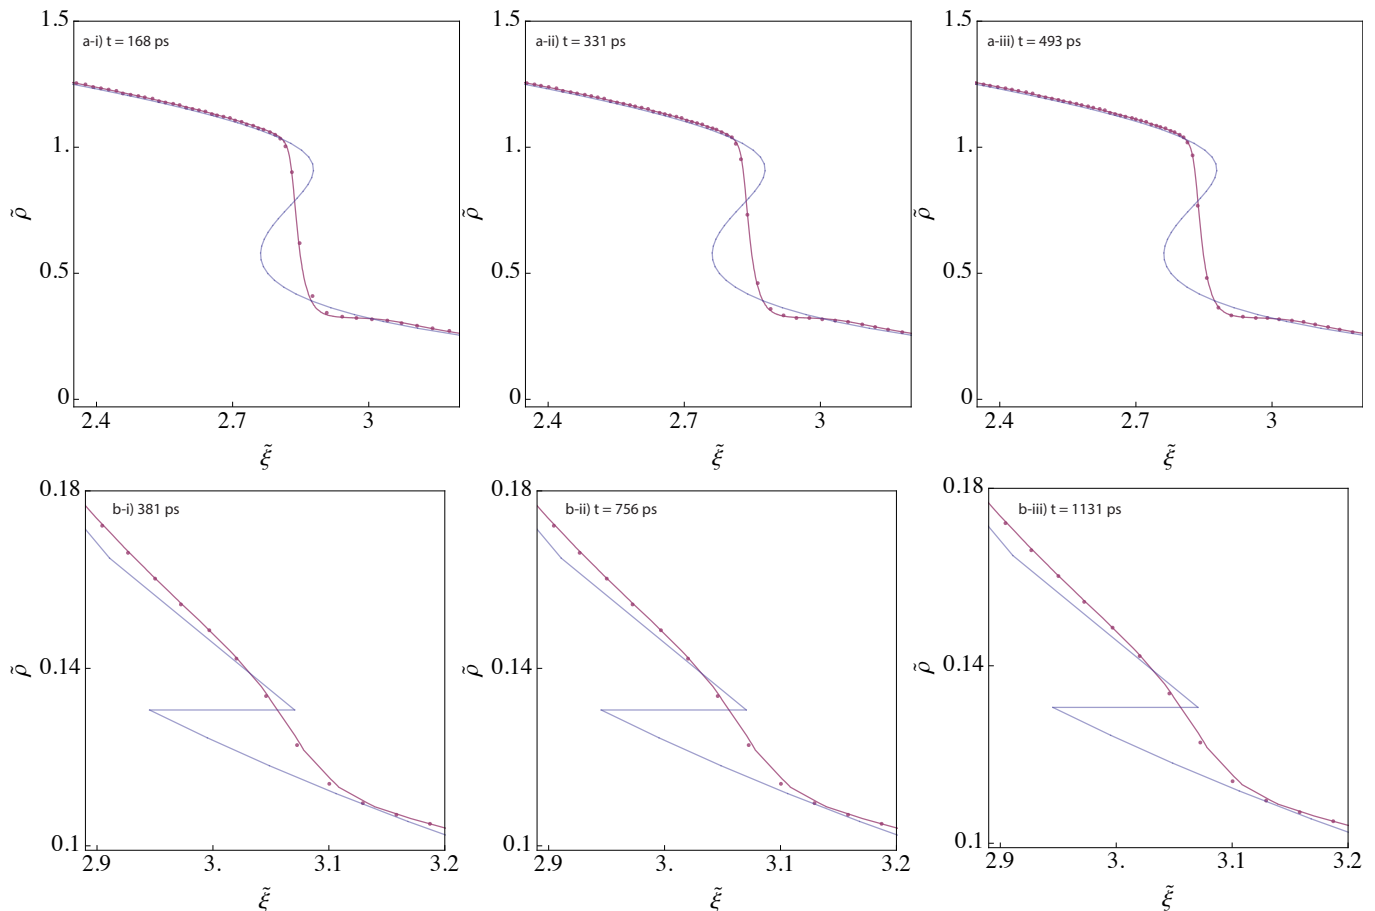 1.5 1.5 1.5
a-i) t = 168 ps a-ii) t = 331 ps a-iii) t = 493 ps
1. 1. 1.
ρ̃ ρ̃ ρ̃
0.5 0.5 0.5
0 0 0
2.4 2.7 3 2.4 2.7 3 2.4 2.7 3
ξ̃ ξ̃ ξ̃
0.18 0.18 0.18
b-i) 381 ps b-ii) t = 756 ps b-iii) t = 1131 ps
ρ̃ 0.14 ρ̃ 0.14 ρ̃ 0.14
0.1 0.1 0.1
2.9 3. 3.1 3.2 2.9 3. 3.1 3.2 2.9 3. 3.1 3.2
ξ̃ ξ̃ ξ̃